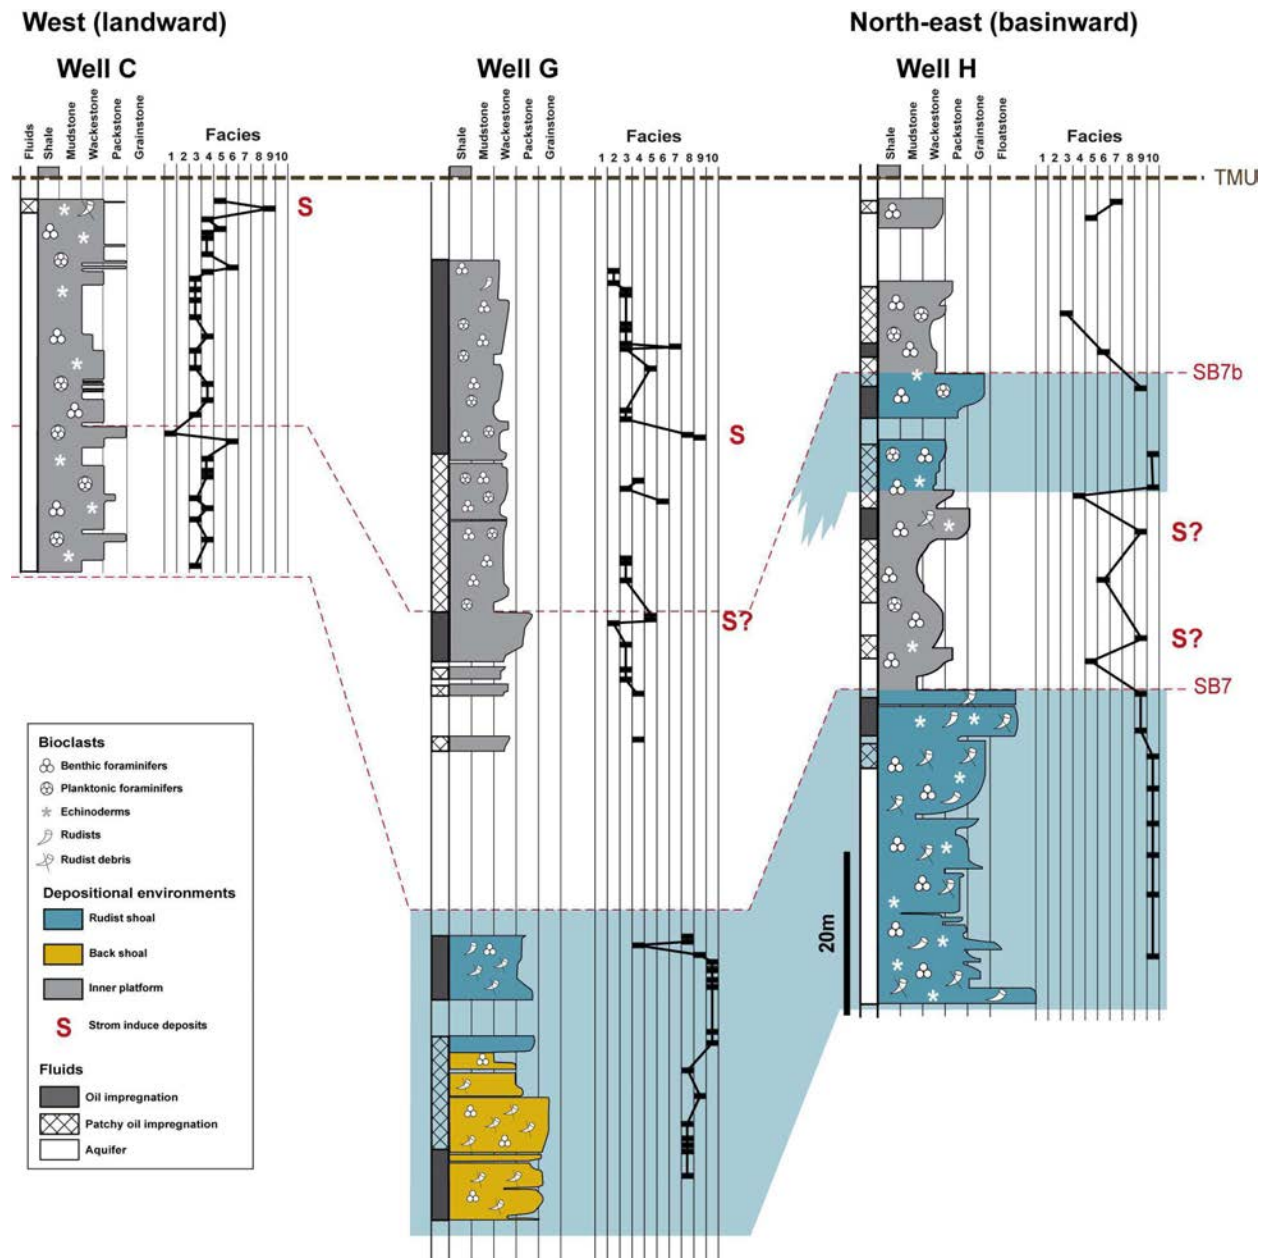 West (landward)
North-east (basinward)
Well C
Well G
Well H
Fluids
Shale
Mudstone
Wackestone
Packstone
Grainstone
Facies
1 2 3 4 5 6 7 8 9 10
Shale
Mudstone
Wackestone
Packstone
Grainstone
Facies
1 2 3 4 5 6 7 8 9 10
Shale
Mudstone
Wackestone
Packstone
Grainstone
Floatstone
Facies
1 2 3 4 5 6 7 8 9 10
TMU
S
SB7b
S
S?
S?
S?
SB7
20m
Bioclasts
Benthic foraminifers
Planktonic foraminifers
Echinoderms
Rudists
Rudist debris
Depositional environments
Rudist shoal
Back shoal
Inner platform
S Strom induce deposits
Fluids
Oil impregnation
Patchy oil impregnation
Aquifer